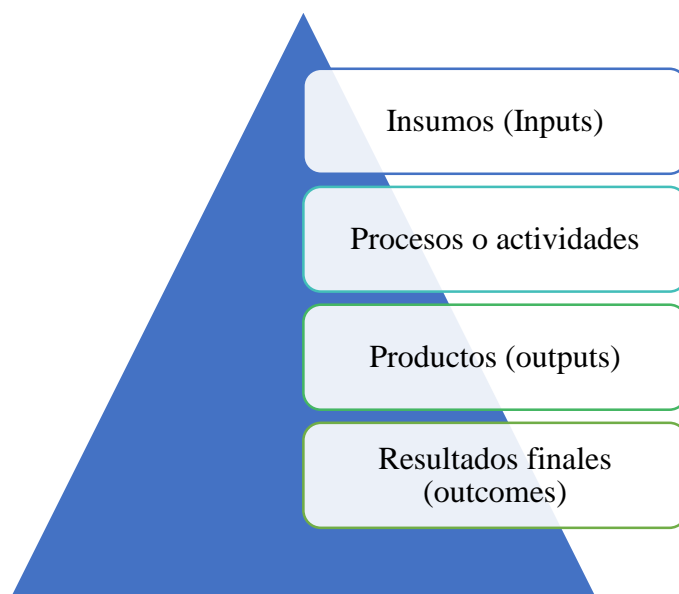 Insumos (Inputs)
Procesos o actividades
Productos (outputs)
Resultados finales
(outcomes)